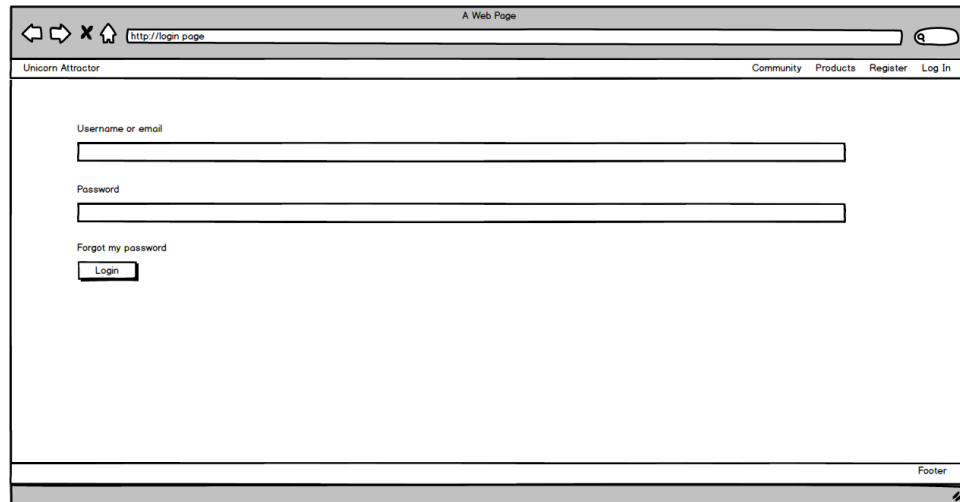 A Web Page
http://login page
Unicorn Attractor Community Products Register Log In
Username or email
Password
Forgot my password
Login
Footer